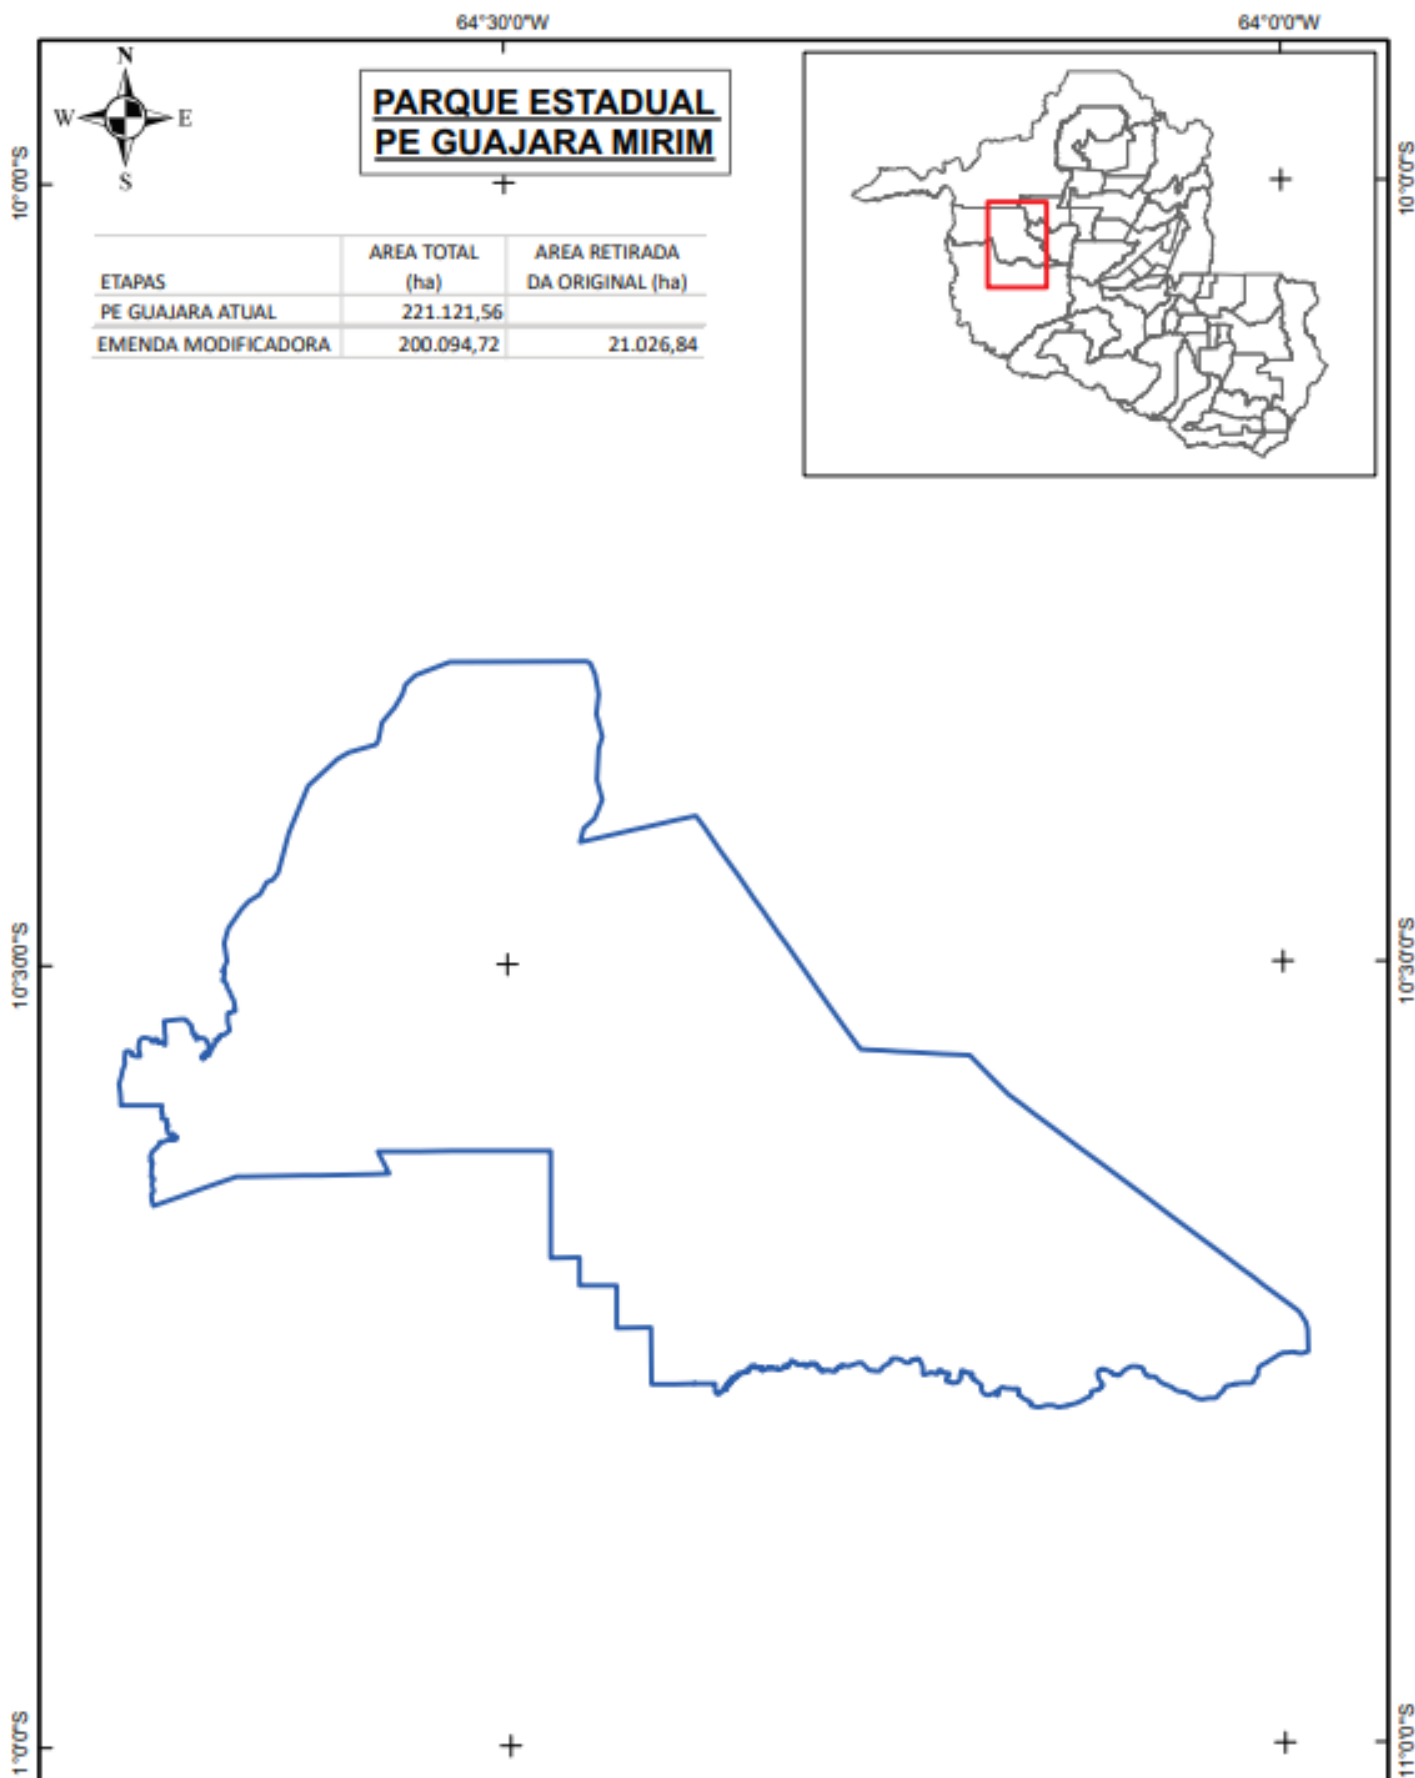 64°30'0"W
64°0'0"W
N
W
E
S
PARQUE ESTADUAL
PE GUAJARA MIRIM
10°0'0"S
10°0'0"S
ETAPAS
AREA TOTAL
(ha)
AREA RETIRADA
DA ORIGINAL (ha)
PE GUAJARA ATUAL
221.121,56
EMENDA MODIFICADORA
200.094,72
21.026,84
10°30'0"S
10°30'0"S
1°0'0"S
11°0'0"S